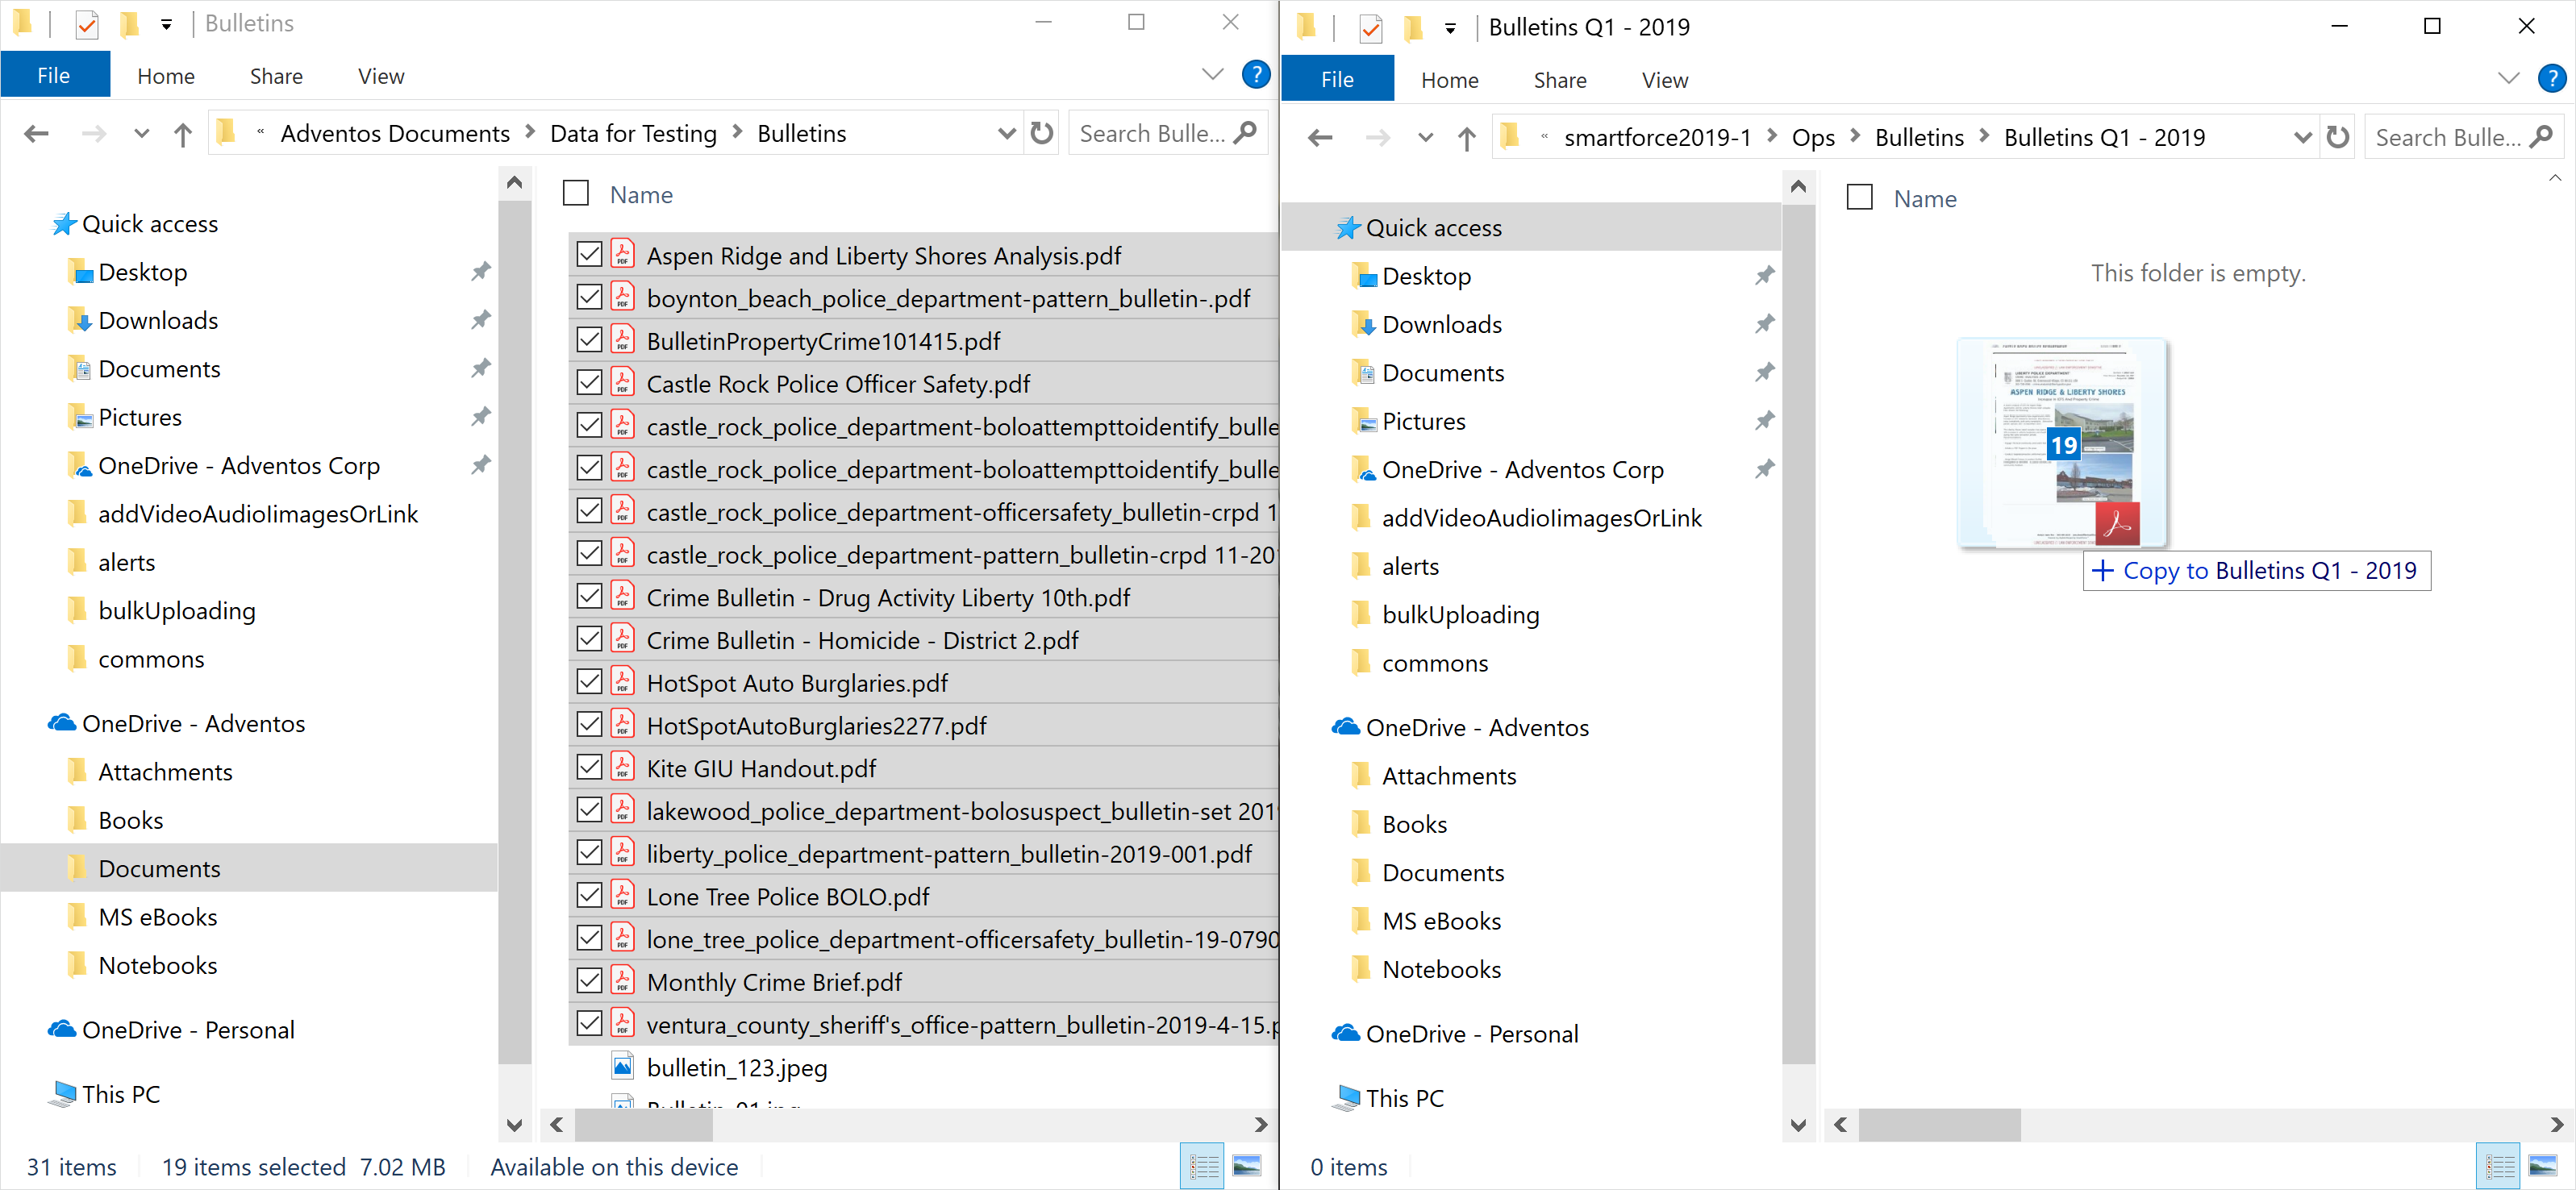 Bulletins
File Home Share View
« Adventos Documents > Data for Testing > Bulletins
Search Bulle...
Quick access
Desktop
Downloads
Documents
Pictures
OneDrive - Adventos Corp
addVideoAudioIimagesOrLink
alerts
bulkUploading
commons
OneDrive - Adventos
Attachments
Books
Documents
MS eBooks
Notebooks
OneDrive - Personal
This PC
Name
Aspen Ridge and Liberty Shores Analysis.pdf
boynton_beach_police_department-pattern_bulletin-.pdf
BulletinPropertyCrime101415.pdf
Castle Rock Police Officer Safety.pdf
castle_rock_police_department-boloattempttoidentify_bulle
castle_rock_police_department-boloattempttoidentify_bulle
castle_rock_police_department-officersafety_bulletin-crpd 1
castle_rock_police_department-pattern_bulletin-crpd 11-201
Crime Bulletin - Drug Activity Liberty 10th.pdf
Crime Bulletin - Homicide - District 2.pdf
HotSpot Auto Burglaries.pdf
HotSpotAutoBurglaries2277.pdf
Kite GIU Handout.pdf
lakewood_police_department-bolosuspect_bulletin-set 2019
liberty_police_department-pattern_bulletin-2019-001.pdf
Lone Tree Police BOLO.pdf
lone_tree_police_department-officersafety_bulletin-19-0790
Monthly Crime Brief.pdf
ventura_county_sheriff's_office-pattern_bulletin-2019-4-15.p
bulletin_123.jpeg
Bulletin_01.jpg
31 items 19 items selected 7.02 MB Available on this device
Bulletins Q1 - 2019
File Home Share View
« smartforce2019-1 > Ops > Bulletins > Bulletins Q1 - 2019
Search Bulle...
Quick access
Desktop
Downloads
Documents
Pictures
OneDrive - Adventos Corp
addVideoAudioIimagesOrLink
alerts
bulkUploading
commons
OneDrive - Adventos
Attachments
Books
Documents
MS eBooks
Notebooks
OneDrive - Personal
This PC
Name
This folder is empty.
LIBERTY POLICE DEPARTMENT
ASPEN RIDGE & LIBERTY SHORES
19
PDF
+ Copy to Bulletins Q1 - 2019
0 items